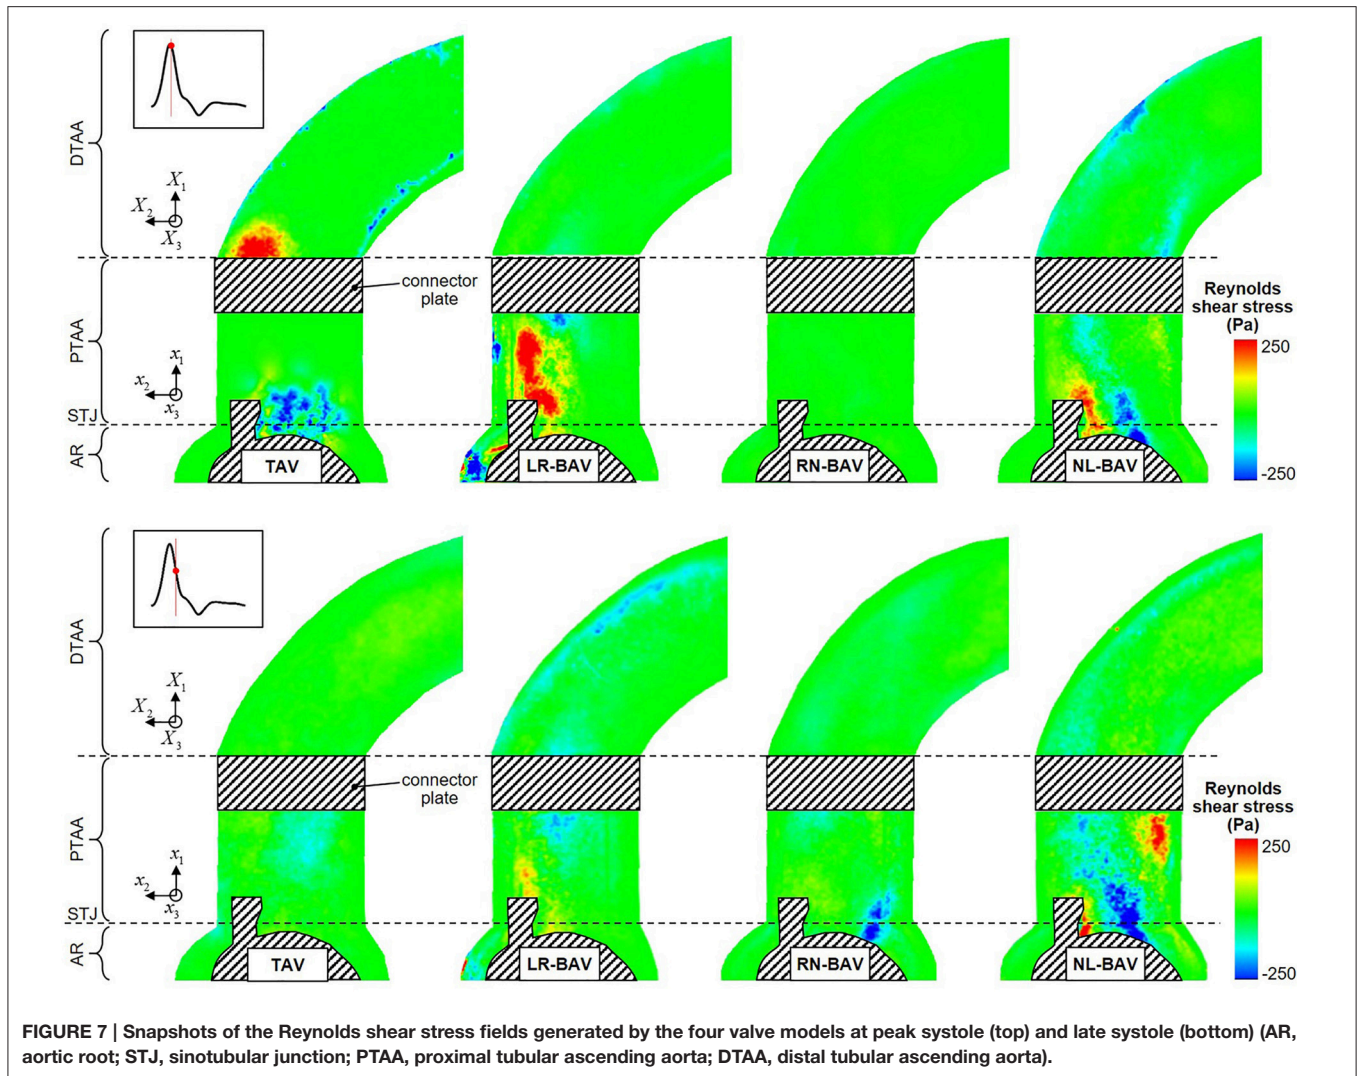 DTAA
X1
X2
X3
connector
plate
PTAA
x1
x2
x3
STJ
AR
TAV
LR-BAV
RN-BAV
NL-BAV
Reynolds
shear stress
(Pa)
250
-250
DTAA
X1
X2
X3
connector
plate
PTAA
x1
x2
x3
STJ
AR
TAV
LR-BAV
RN-BAV
NL-BAV
Reynolds
shear stress
(Pa)
250
-250
FIGURE 7 | Snapshots of the Reynolds shear stress fields generated by the four valve models at peak systole (top) and late systole (bottom) (AR,
aortic root; STJ, sinotubular junction; PTAA, proximal tubular ascending aorta; DTAA, distal tubular ascending aorta).